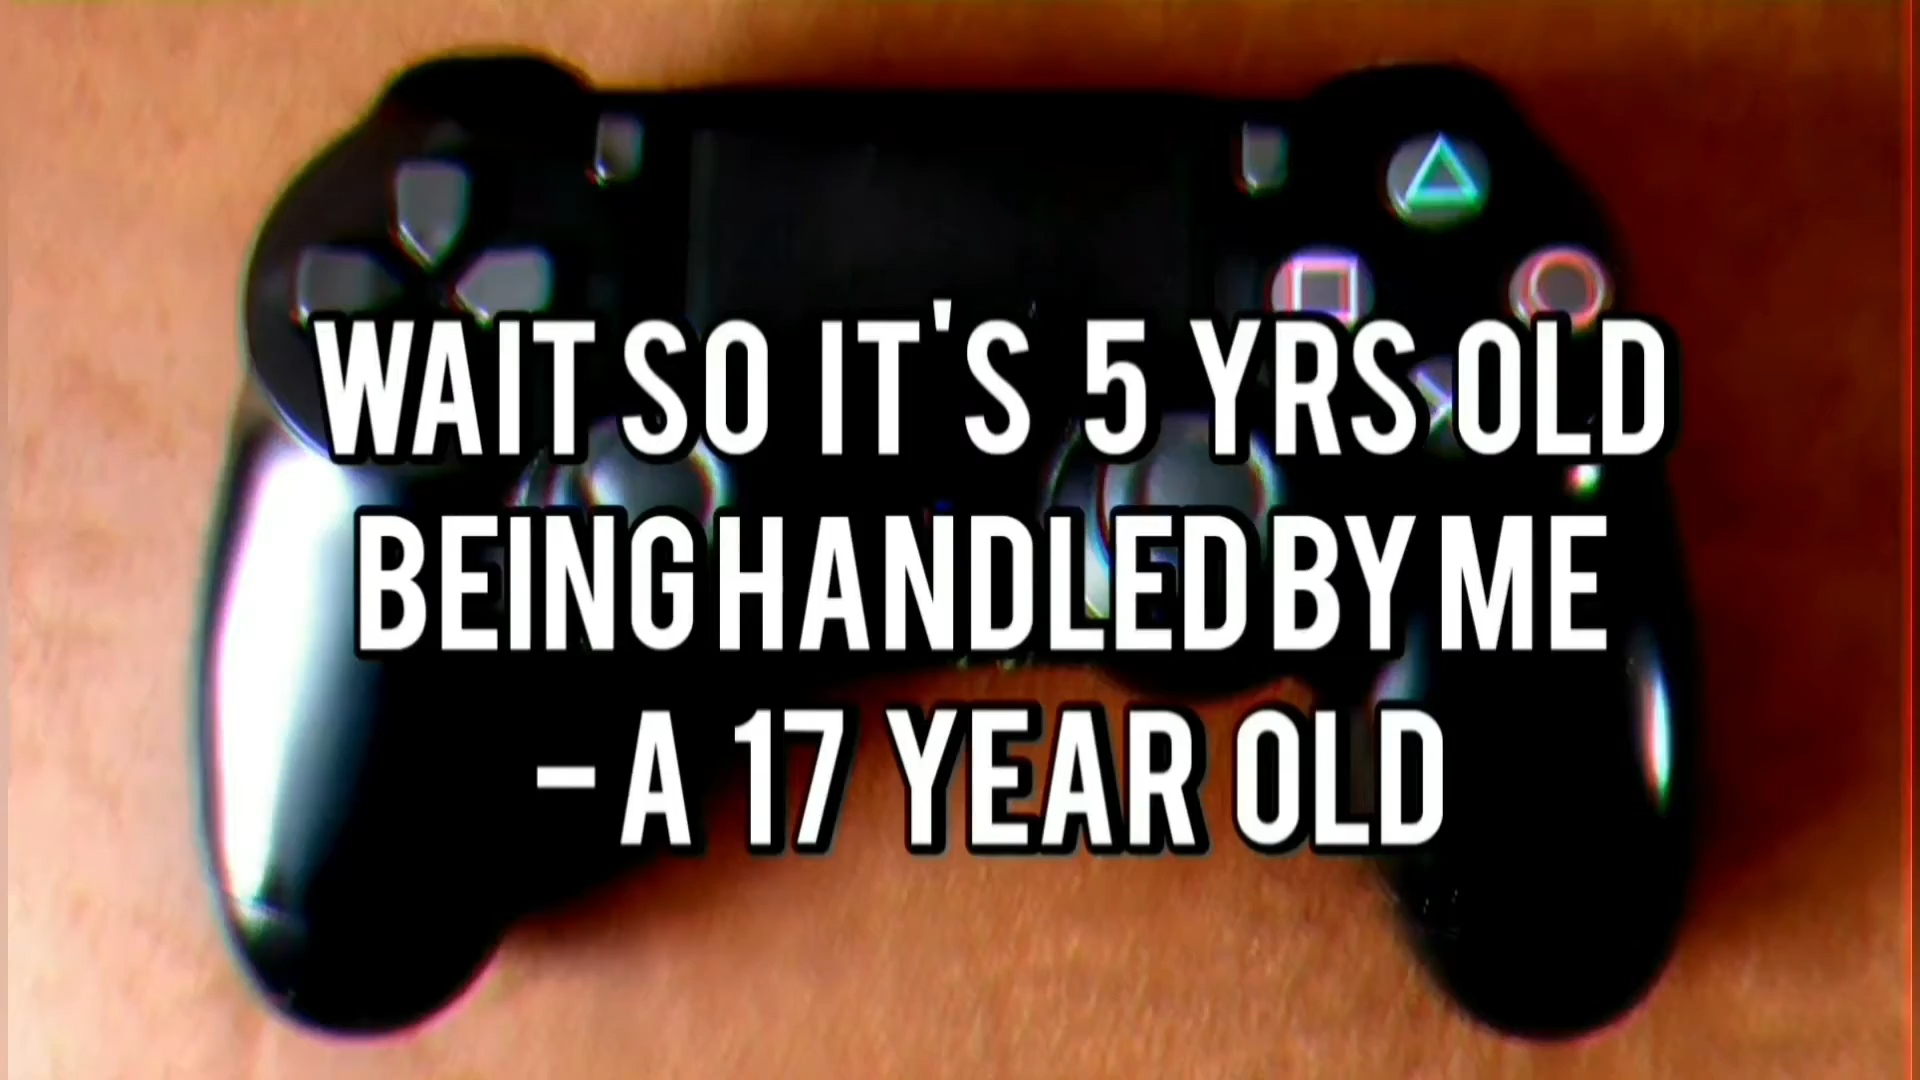 WAIT SO IT'S 5 YRS OLD
BEING HANDLED BY ME
- A 17 YEAR OLD